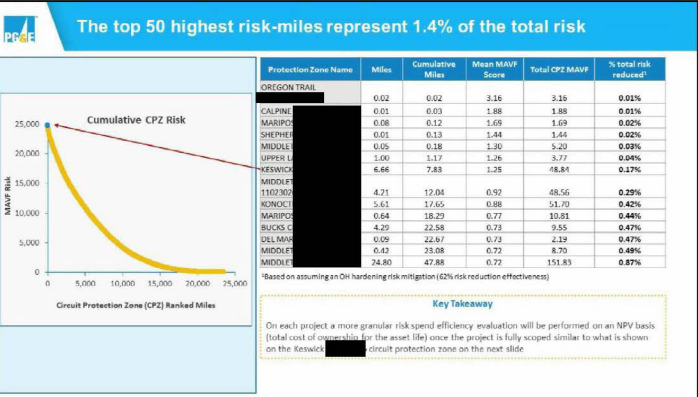 PG&E
The top 50 highest risk-miles represent 1.4% of the total risk
Cumulative CPZ Risk
25,000
20,000
15,000
10,000
5,000
0
MAVF Risk
0 5,000 10,000 15,000 20,000 25,000
Circuit Protection Zone (CPZ) Ranked Miles
Protection Zone Name Miles Cumulative Miles Mean MAVF Score Total CPZ MAVF % total risk reduced¹
OREGON TRAIL 0.02 0.02 3.16 3.16 0.01%
CALPINE 0.01 0.03 1.88 1.88 0.01%
MARIPOS 0.08 0.12 1.69 1.69 0.02%
SHEPHER 0.01 0.13 1.44 1.44 0.02%
MIDDLET 0.05 0.18 1.30 5.20 0.03%
UPPER LA 1.00 1.17 1.26 3.77 0.04%
KESWICK 6.66 7.83 1.25 48.84 0.17%
MIDDLET
1102302 4.21 12.04 0.92 48.56 0.29%
KONOCTI 5.61 17.65 0.88 51.70 0.42%
MARIPOS 0.64 18.29 0.77 10.81 0.44%
BUCKS C 4.29 22.58 0.73 9.55 0.47%
DEL MAR 0.09 22.67 0.73 2.19 0.47%
MIDDLET 0.42 23.08 0.72 8.70 0.49%
MIDDLET 24.80 47.88 0.72 151.83 0.87%
¹Based on assuming an OH hardening risk mitigation (62% risk reduction effectiveness)
Key Takeaway
On each project a more granular risk spend efficiency evaluation will be performed on an NPV basis
(total cost of ownership for the asset life) once the project is fully scoped similar to what is shown
on the Keswick circuit protection zone on the next slide